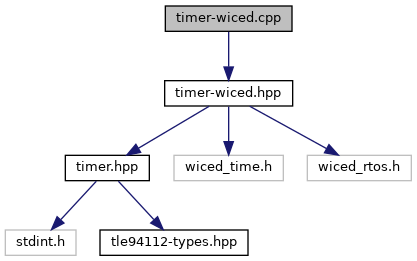 timer-wiced.cpp
timer-wiced.hpp
timer.hpp
wiced_time.h
wiced_rtos.h
stdint.h
tle94112-types.hpp